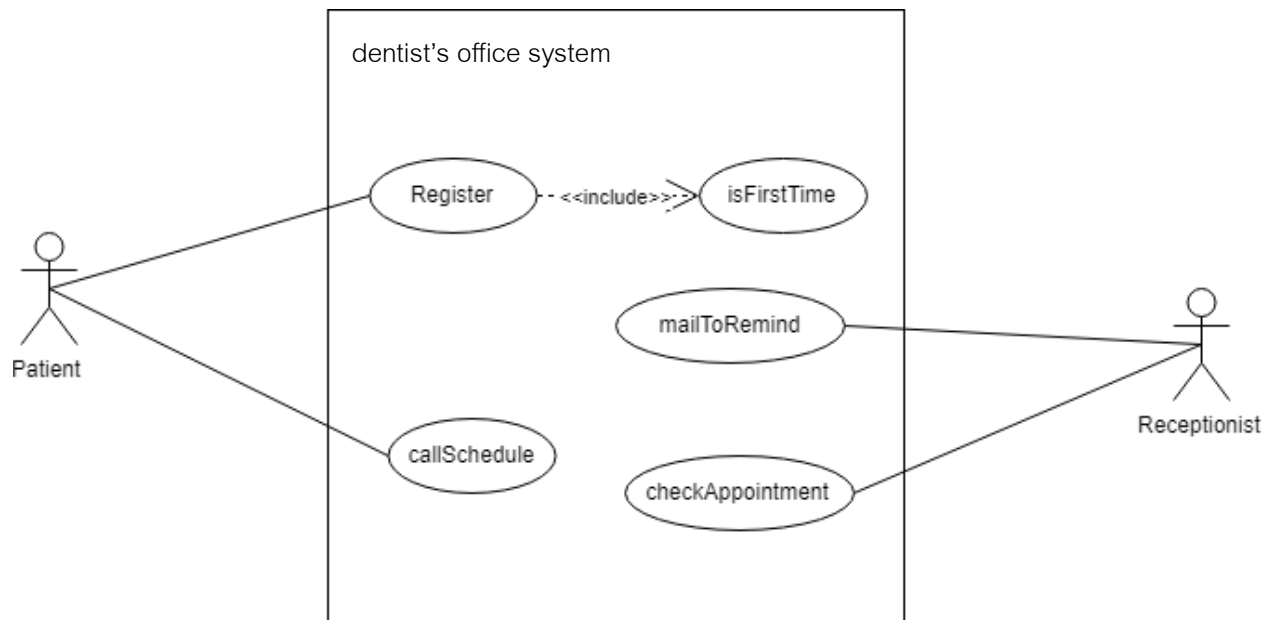 dentist's office system
Register
<<include>>
isFirstTime
mailToRemind
Patient
Receptionist
callSchedule
checkAppointment